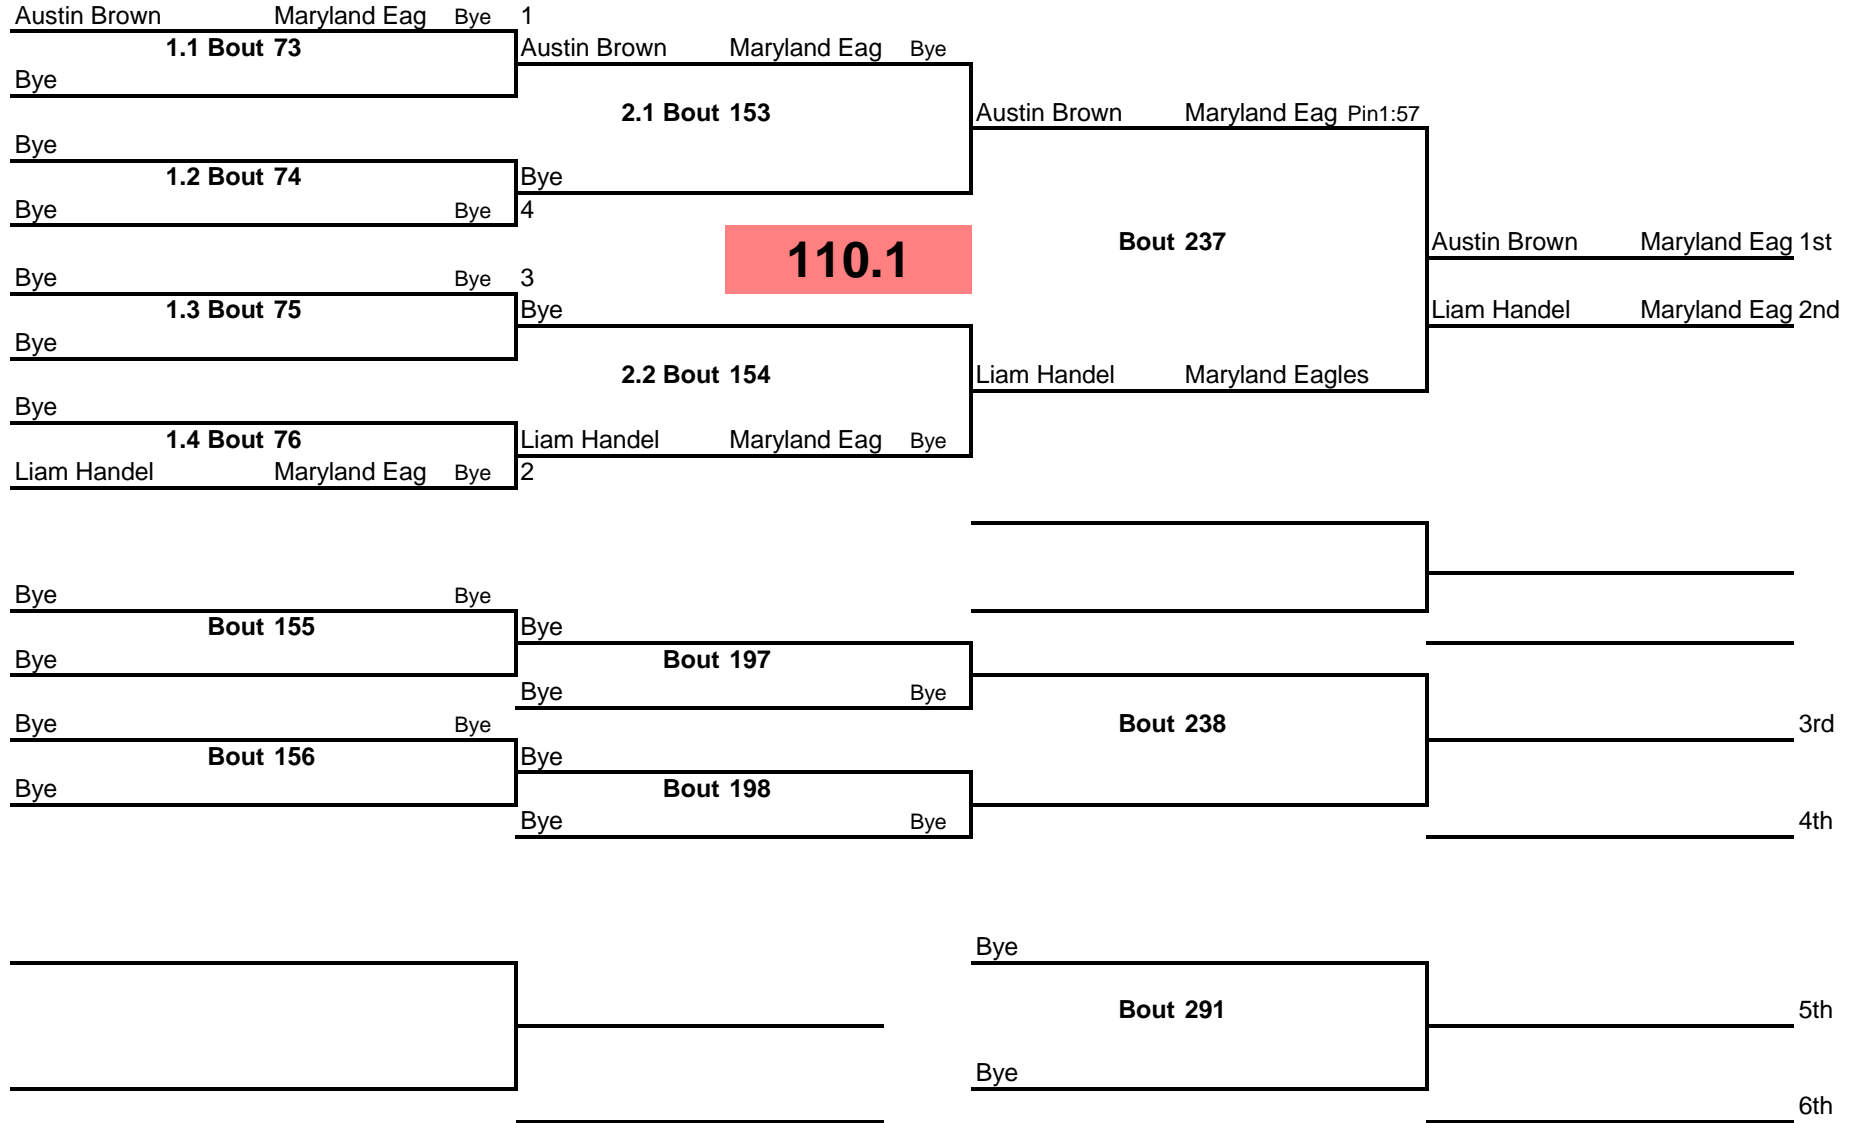 Austin Brown Maryland Eag Bye 1
1.1 Bout 73 Austin Brown Maryland Eag Bye
Bye
2.1 Bout 153 Austin Brown Maryland Eag Pin1:57
Bye
1.2 Bout 74 Bye
Bye Bye 4
110.1 Bout 237 Austin Brown Maryland Eag 1st
Bye Bye 3
1.3 Bout 75 Bye Liam Handel Maryland Eag 2nd
Bye
2.2 Bout 154 Liam Handel Maryland Eagles
Bye
1.4 Bout 76 Liam Handel Maryland Eag Bye
Liam Handel Maryland Eag Bye 2
Bye Bye
Bout 155 Bye
Bye Bout 197
Bye Bye
Bye Bye Bout 238 3rd
Bout 156 Bye
Bye Bout 198
Bye Bye 4th
Bye
Bout 291 5th
Bye
6th